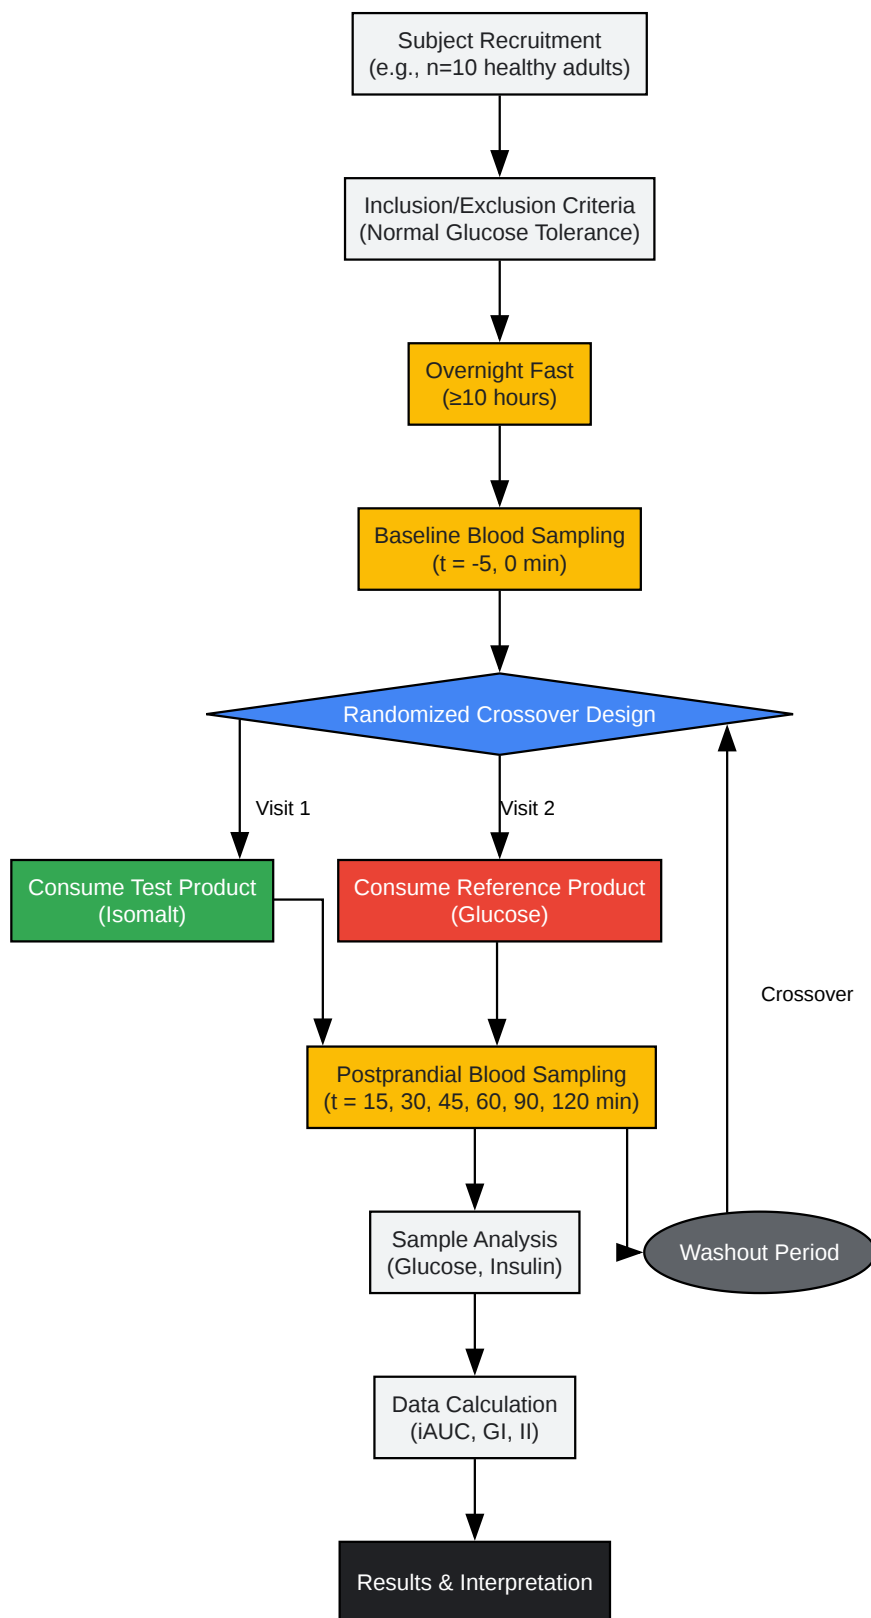 Subject Recruitment
(e.g., n=10 healthy adults)
Inclusion/Exclusion Criteria
(Normal Glucose Tolerance)
Overnight Fast
(≥10 hours)
Baseline Blood Sampling
(t = -5, 0 min)
Randomized Crossover Design
Visit 1
Visit 2
Consume Test Product
(Isomalt)
Consume Reference Product
(Glucose)
Crossover
Postprandial Blood Sampling
(t = 15, 30, 45, 60, 90, 120 min)
Sample Analysis
(Glucose, Insulin)
Washout Period
Data Calculation
(iAUC, GI, II)
Results & Interpretation